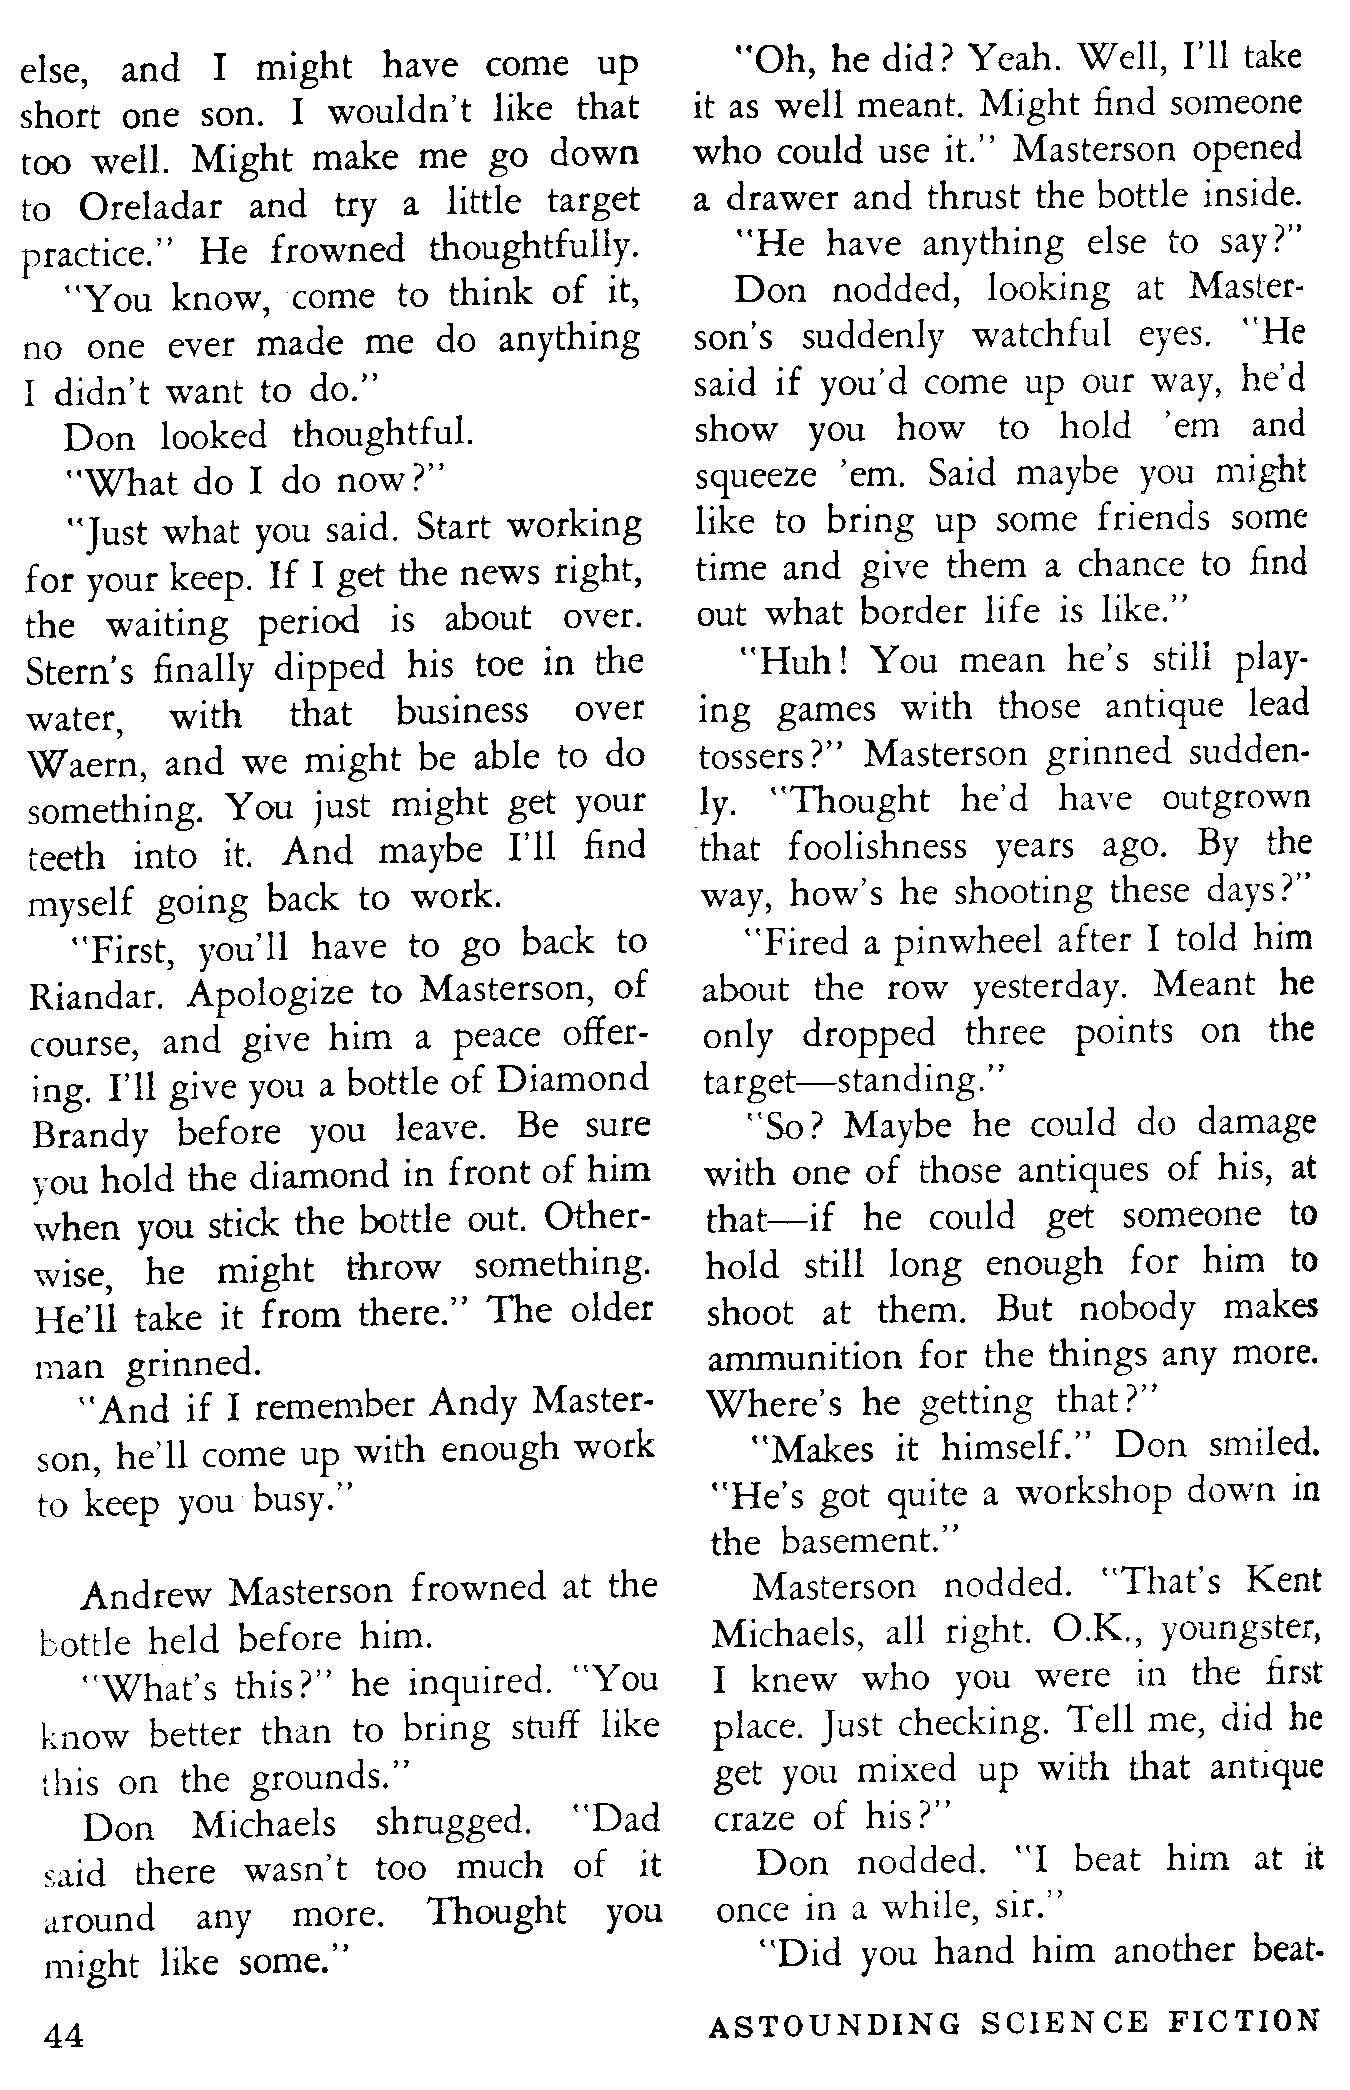 else, and I might have come up
short one son. I wouldn't like that
too well. Might make me go down
to Oreladar and try a little target
practice." He frowned thoughtfully.
"You know, come to think of it,
no one ever made me do anything
I didn't want to do."
Don looked thoughtful.
"What do I do now?"
"Just what you said. Start working
for your keep. If I get the news right,
the waiting period is about over.
Stern's finally dipped his toe in the
water, with that business over
Waern, and we might be able to do
something. You just might get your
teeth into it. And maybe I'll find
myself going back to work.
"First, you'll have to go back to
Riandar. Apologize to Masterson, of
course, and give him a peace offer-
ing. I'll give you a bottle of Diamond
Brandy before you leave. Be sure
you hold the diamond in front of him
when you stick the bottle out. Other-
wise, he might throw something.
He'll take it from there." The older
man grinned.
"And if I remember Andy Master-
son, he'll come up with enough work
to keep you busy."
Andrew Masterson frowned at the
bottle held before him.
"What's this?" he inquired. "You
know better than to bring stuff like
this on the grounds."
Don Michaels shrugged. "Dad
said there wasn't too much of it
around any more. Thought you
might like some."
"Oh, he did? Yeah. Well, I'll take
it as well meant. Might find someone
who could use it." Masterson opened
a drawer and thrust the bottle inside.
"He have anything else to say?"
Don nodded, looking at Master-
son's suddenly watchful eyes. "He
said if you'd come up our way, he'd
show you how to hold 'em and
squeeze 'em. Said maybe you might
like to bring up some friends some
time and give them a chance to find
out what border life is like."
"Huh! You mean he's still play-
ing games with those antique lead
tossers?" Masterson grinned sudden-
ly. "Thought he'd have outgrown
that foolishness years ago. By the
way, how's he shooting these days?"
"Fired a pinwheel after I told him
about the row yesterday. Meant he
only dropped three points on the
target—standing."
"So? Maybe he could do damage
with one of those antiques of his, at
that—if he could get someone to
hold still long enough for him to
shoot at them. But nobody makes
ammunition for the things any more.
Where's he getting that?"
"Makes it himself." Don smiled.
"He's got quite a workshop down in
the basement."
Masterson nodded. "That's Kent
Michaels, all right. O.K., youngster,
I knew who you were in the first
place. Just checking. Tell me, did he
get you mixed up with that antique
craze of his?"
Don nodded. "I beat him at it
once in a while, sir."
"Did you hand him another beat-
44
ASTOUNDING SCIENCE FICTION